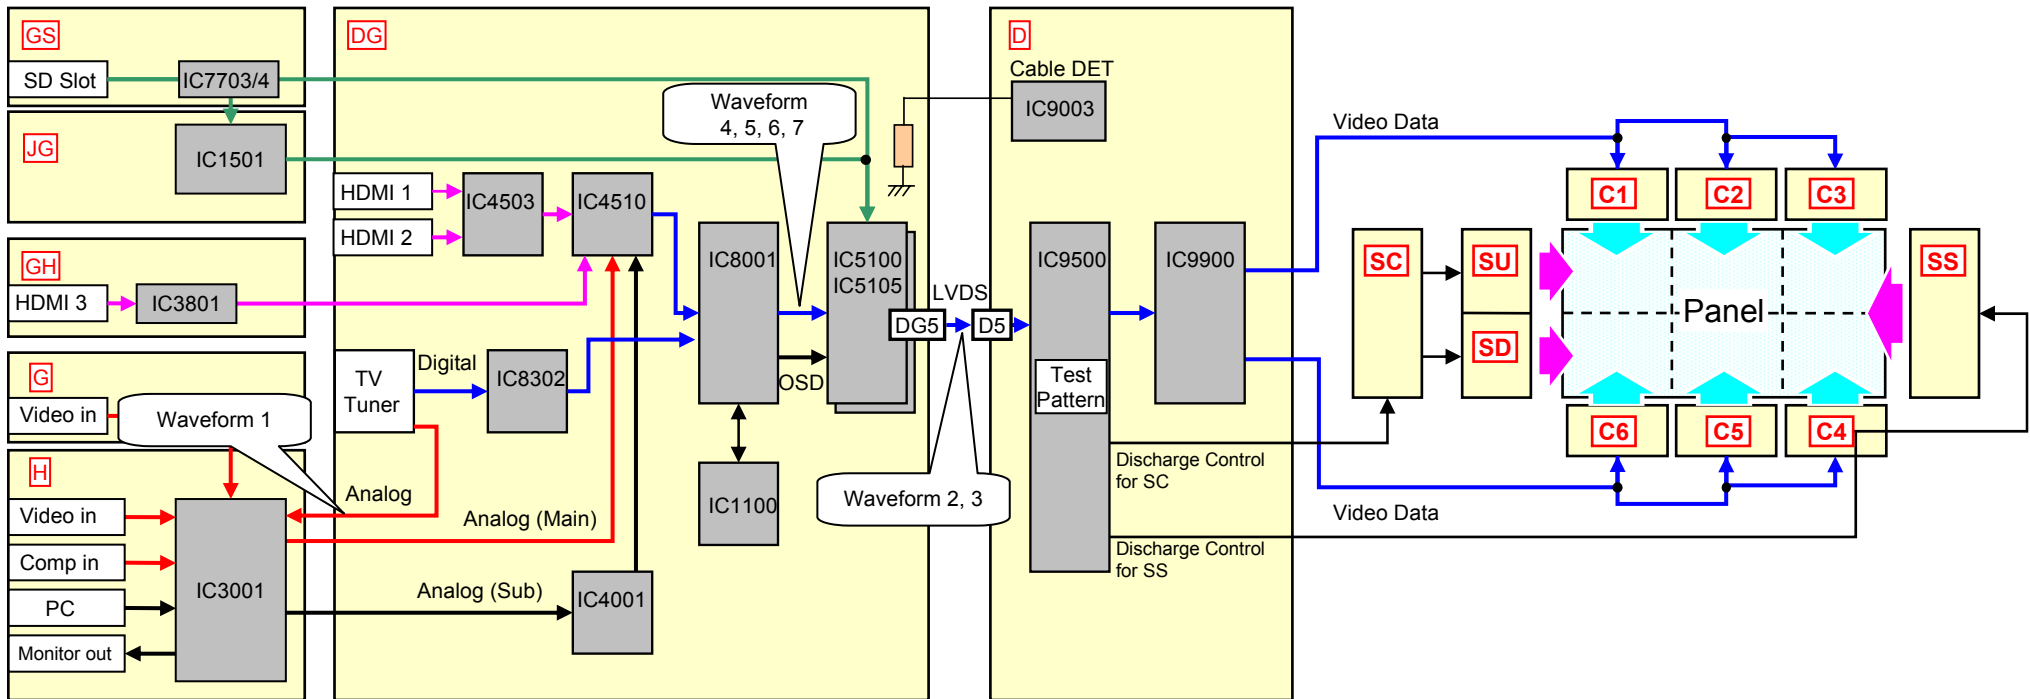 GS
SD Slot
IC7703/4
JG
IC1501
GH
HDMI 3
IC3801
G
Video in
Waveform 1
H
Video in
Comp in
PC
Monitor out
IC3001
DG
Waveform
4, 5, 6, 7
HDMI 1
HDMI 2
IC4503
IC4510
IC8001
IC5100
IC5105
DG5
TV
Tuner
Digital
IC8302
OSD
Analog
Analog (Main)
Analog (Sub)
IC4001
IC1100
LVDS
Waveform 2, 3
D
Cable DET
IC9003
D5
IC9500
IC9900
Test
Pattern
Discharge Control
for SC
Discharge Control
for SS
Video Data
Video Data
C1
C2
C3
SC
SU
SD
Panel
SS
C6
C5
C4